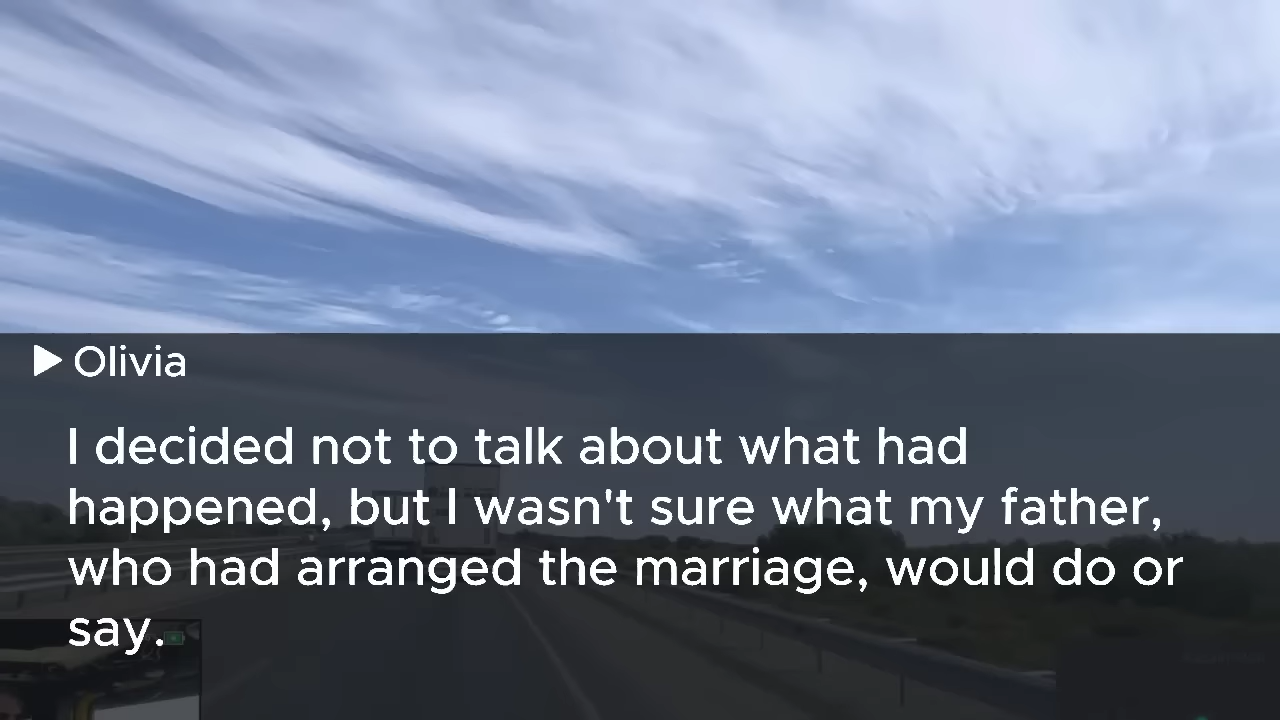 Olivia
I decided not to talk about what had
happened, but I wasn't sure what my father,
who had arranged the marriage, would do or
say.